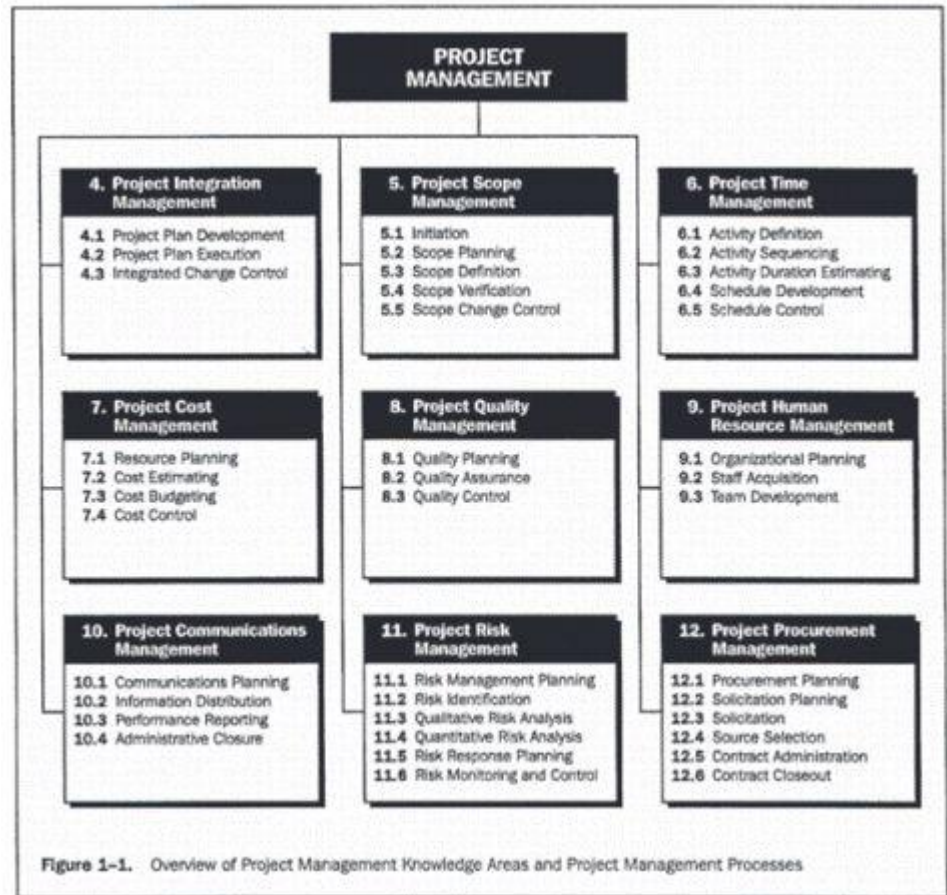 PROJECT
MANAGEMENT
4. Project Integration
Management
4.1 Project Plan Development
4.2 Project Plan Execution
4.3 Integrated Change Control
5. Project Scope
Management
5.1 Initiation
5.2 Scope Planning
5.3 Scope Definition
5.4 Scope Verification
5.5 Scope Change Control
6. Project Time
Management
6.1 Activity Definition
6.2 Activity Sequencing
6.3 Activity Duration Estimating
6.4 Schedule Development
6.5 Schedule Control
7. Project Cost
Management
7.1 Resource Planning
7.2 Cost Estimating
7.3 Cost Budgeting
7.4 Cost Control
8. Project Quality
Management
8.1 Quality Planning
8.2 Quality Assurance
8.3 Quality Control
9. Project Human
Resource Management
9.1 Organizational Planning
9.2 Staff Acquisition
9.3 Team Development
10. Project Communications
Management
10.1 Communications Planning
10.2 Information Distribution
10.3 Performance Reporting
10.4 Administrative Closure
11. Project Risk
Management
11.1 Risk Management Planning
11.2 Risk Identification
11.3 Qualitative Risk Analysis
11.4 Quantitative Risk Analysis
11.5 Risk Response Planning
11.6 Risk Monitoring and Control
12. Project Procurement
Management
12.1 Procurement Planning
12.2 Solicitation Planning
12.3 Solicitation
12.4 Source Selection
12.5 Contract Administration
12.6 Contract Closeout
Figure 1–1. Overview of Project Management Knowledge Areas and Project Management Processes